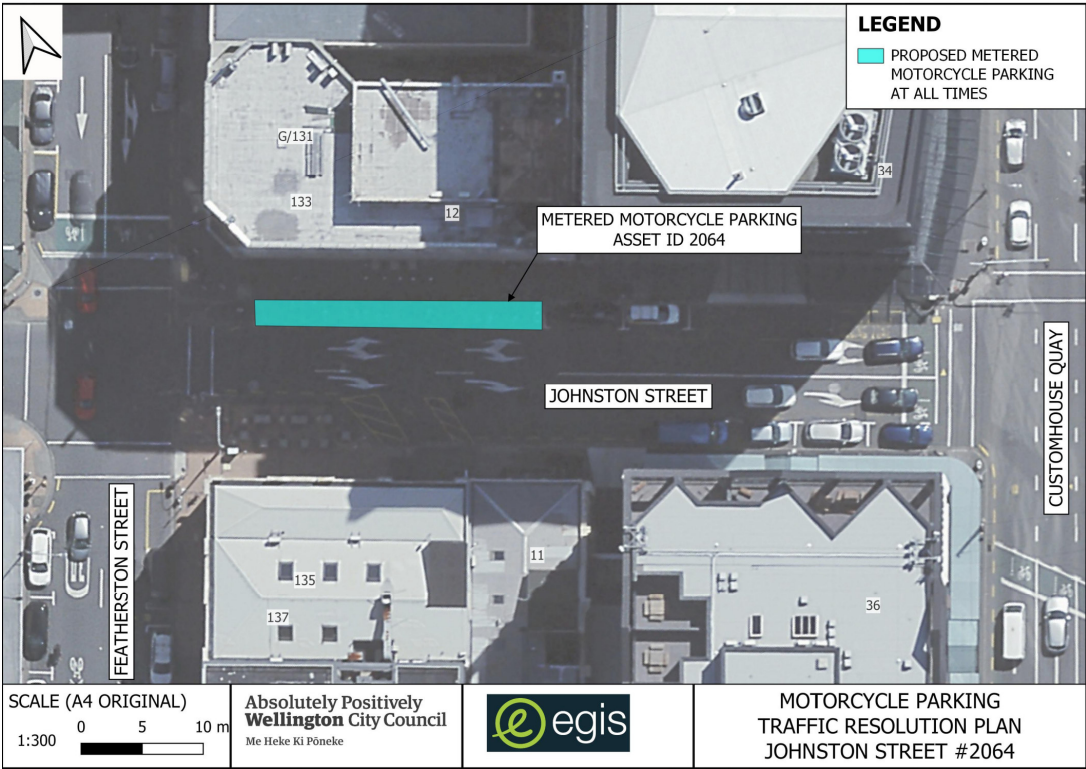 LEGEND
PROPOSED METERED
MOTORCYCLE PARKING
AT ALL TIMES
G/131
133
12
34
METERED MOTORCYCLE PARKING
ASSET ID 2064
JOHNSTON STREET
CUSTOMHOUSE QUAY
FEATHERSTON STREET
135
137
11
36
SCALE (A4 ORIGINAL)
1:300
0 5 10 m
Absolutely Positively
Wellington City Council
Me Heke Ki Pōneke
egis
MOTORCYCLE PARKING
TRAFFIC RESOLUTION PLAN
JOHNSTON STREET #2064